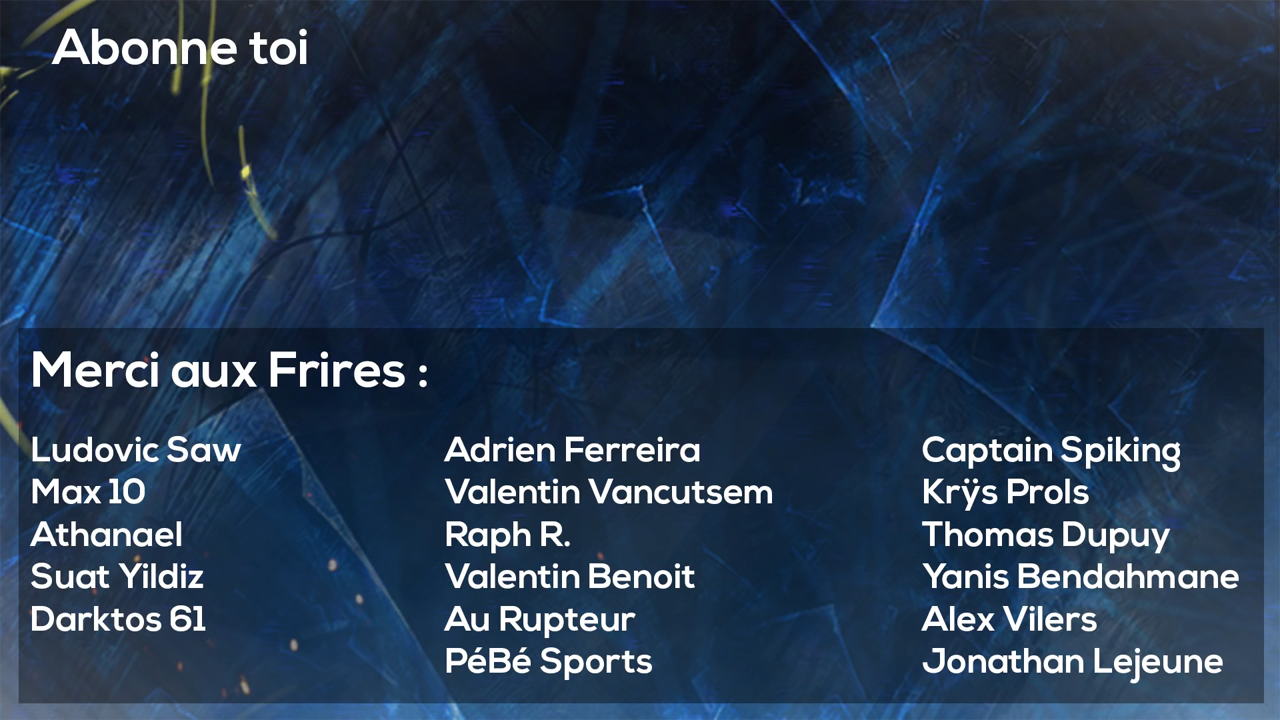 Abonne toi
Merci aux Frires :
Ludovic Saw
Max 10
Athanael
Suat Yildiz
Darktos 61
Adrien Ferreira
Valentin Vancutsem
Raph R.
Valentin Benoit
Au Rupteur
PéBé Sports
Captain Spiking
Krÿs Prols
Thomas Dupuy
Yanis Bendahmane
Alex Vilers
Jonathan Lejeune